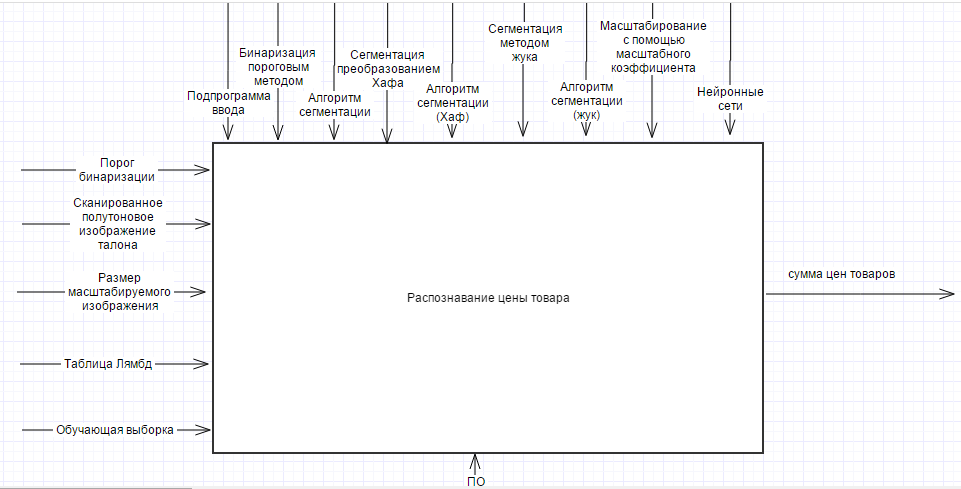 Подпрограмма
ввода
Бинаризация
пороговым
методом
Алгоритм
сегментации
Сегментация
преобразованием
Хафа
Алгоритм
сегментации
(Хаф)
Сегментация
методом
жука
Алгоритм
сегментации
(жук)
Масштабирование
с помощью
масштабного
коэффициента
Нейронные
сети
Порог
бинаризации
Сканированное
полутоновое
изображение
талона
Размер
масштабируемого
изображения
Таблица Лямбд
Обучающая выборка
Распознавание цены товара
сумма цен товаров
ПО